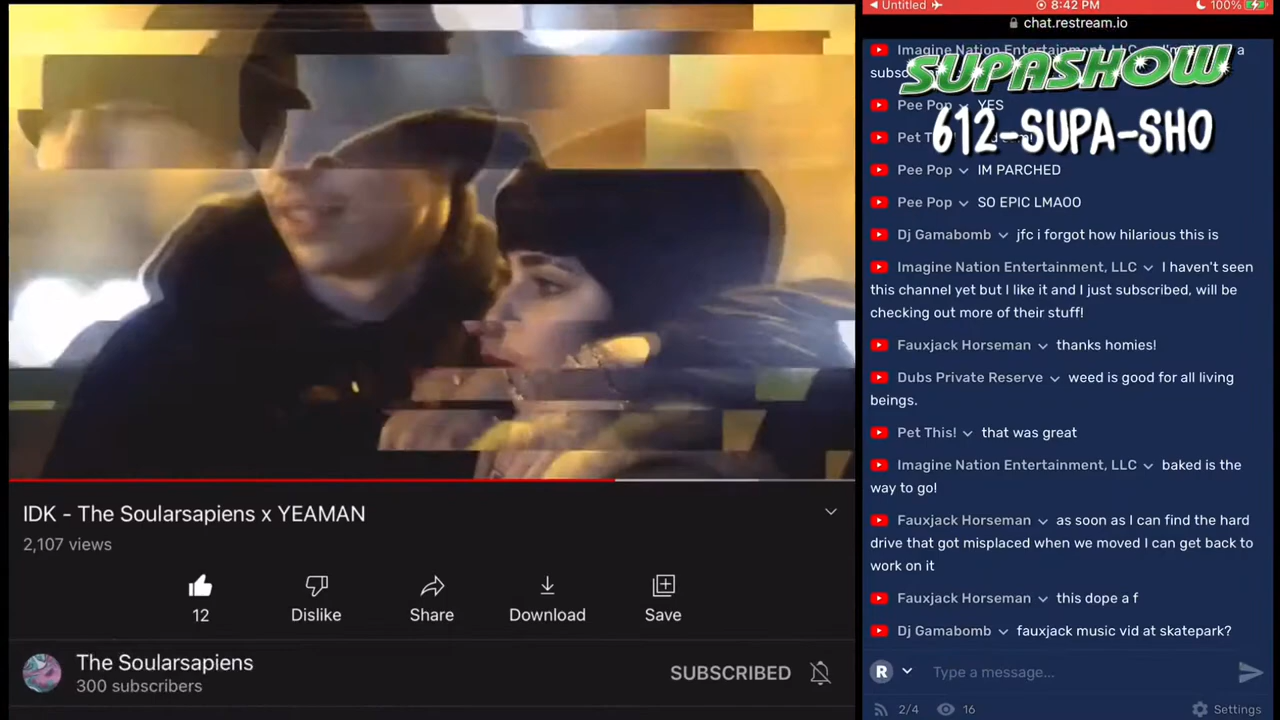 IDK - The Soularsapiens x YEAMAN
2,107 views
12
Dislike
Share
Download
Save
The Soularsapiens
300 subscribers
SUBSCRIBED
Untitled
8:42 PM
100%
chat.restream.io
Imagine Nation Entertainment, LLC
a
SUPASHOW
Pee Pop YES
612-SUPA-SHO
Pee Pop IM PARCHED
Pee Pop SO EPIC LMAOO
Dj Gamabomb jfc i forgot how hilarious this is
Imagine Nation Entertainment, LLC I haven't seen
this channel yet but I like it and I just subscribed, will be
checking out more of their stuff!
Fauxjack Horseman thanks homies!
Dubs Private Reserve weed is good for all living
beings.
Pet This! that was great
Imagine Nation Entertainment, LLC baked is the
way to go!
Fauxjack Horseman as soon as I can find the hard
drive that got misplaced when we moved I can get back to
work on it
Fauxjack Horseman this dope a f
Dj Gamabomb fauxjack music vid at skatepark?
R
Type a message...
2/4
16
Settings